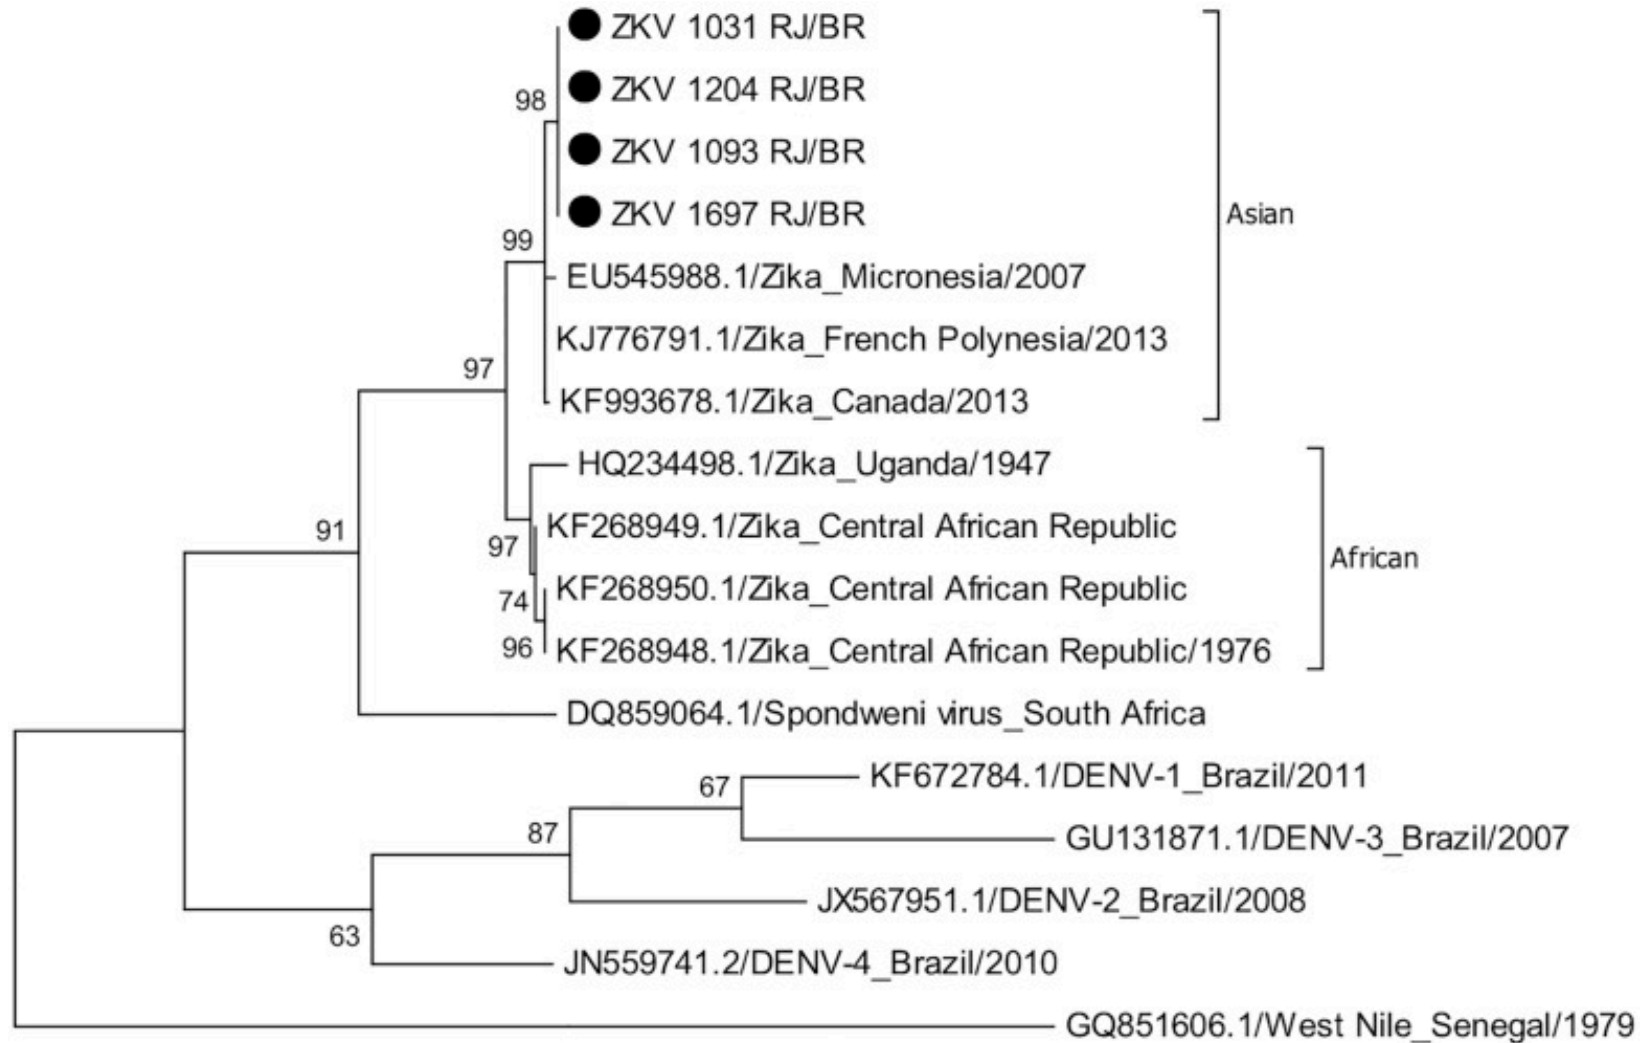 ZKV 1031 RJ/BR
98
ZKV 1204 RJ/BR
ZKV 1093 RJ/BR
ZKV 1697 RJ/BR
Asian
99
EU545988.1/Zika_Micronesia/2007
KJ776791.1/Zika_French Polynesia/2013
97
KF993678.1/Zika_Canada/2013
HQ234498.1/Zika_Uganda/1947
91
KF268949.1/Zika_Central African Republic
97
African
KF268950.1/Zika_Central African Republic
74
96
KF268948.1/Zika_Central African Republic/1976
DQ859064.1/Spondweni virus_South Africa
KF672784.1/DENV-1_Brazil/2011
67
87
GU131871.1/DENV-3_Brazil/2007
JX567951.1/DENV-2_Brazil/2008
63
JN559741.2/DENV-4_Brazil/2010
GQ851606.1/West Nile_Senegal/1979